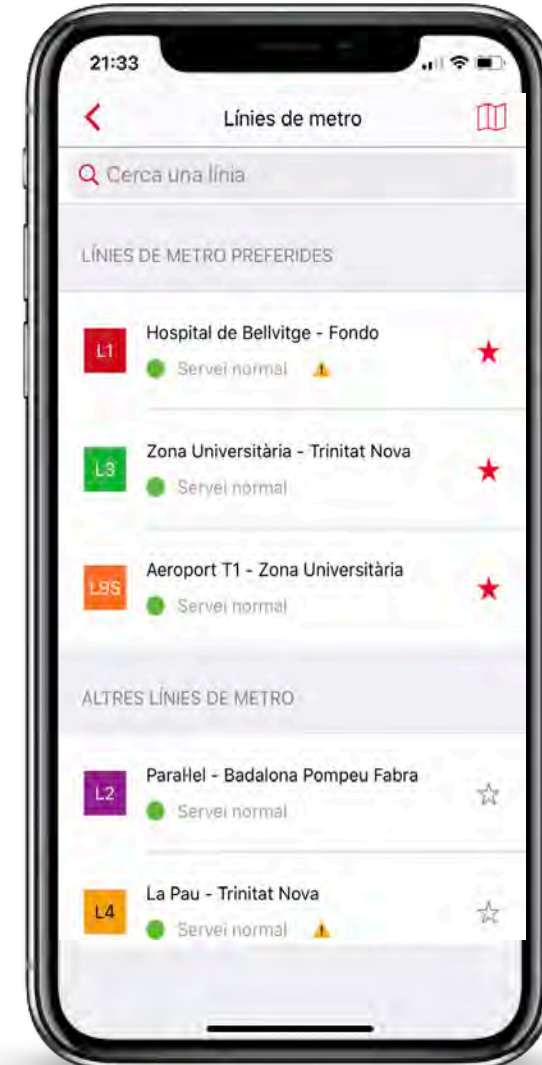 21:33
Línies de metro
Cerca una línia
LÍNIES DE METRO PREFERIDES
L1
Hospital de Bellvitge - Fondo
Servei normal
L3
Zona Universitària - Trinitat Nova
Servei normal
L9S
Aeroport T1 - Zona Universitària
Servei normal
ALTRES LÍNIES DE METRO
L2
Paral·lel - Badalona Pompeu Fabra
Servei normal
L4
La Pau - Trinitat Nova
Servei normal